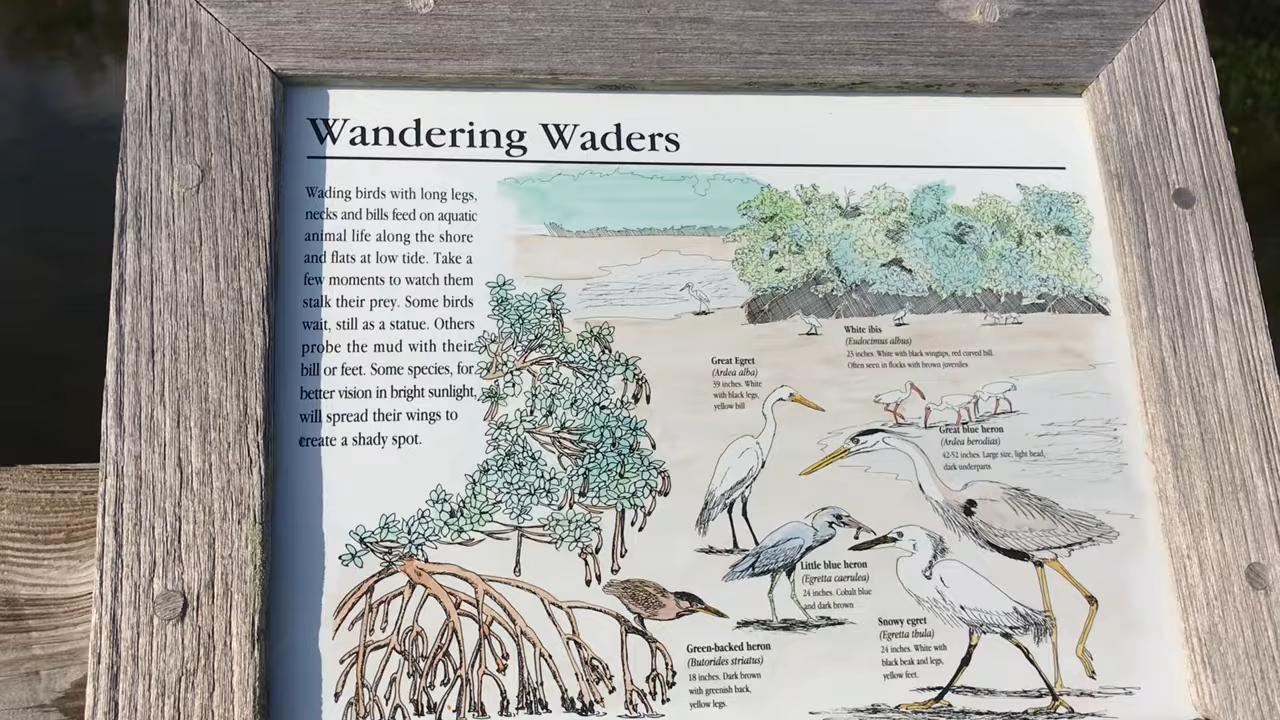 Wandering Waders
Wading birds with long legs,
necks and bills feed on aquatic
animal life along the shore
and flats at low tide. Take a
few moments to watch them
stalk their prey. Some birds
wait, still as a statue. Others
probe the mud with their
bill or feet. Some species, for
better vision in bright sunlight,
will spread their wings to
create a shady spot.
White ibis
(Eudocimus albus)
23 inches. White with black wingtips, red curved bill.
Often seen in flocks with brown juveniles
Great Egret
(Ardea alba)
39 inches. White
with black legs,
yellow bill
Great blue heron
(Ardea berodias)
42-52 inches. Large size, light head,
dark underparts
Little blue heron
(Egretta caerulea)
24 inches. Cobalt blue
and dark brown
Snowy egret
(Egretta thula)
24 inches. White with
black beak and legs,
yellow feet.
Green-backed heron
(Butorides striatus)
18 inches. Dark brown
with greenish back,
yellow legs.